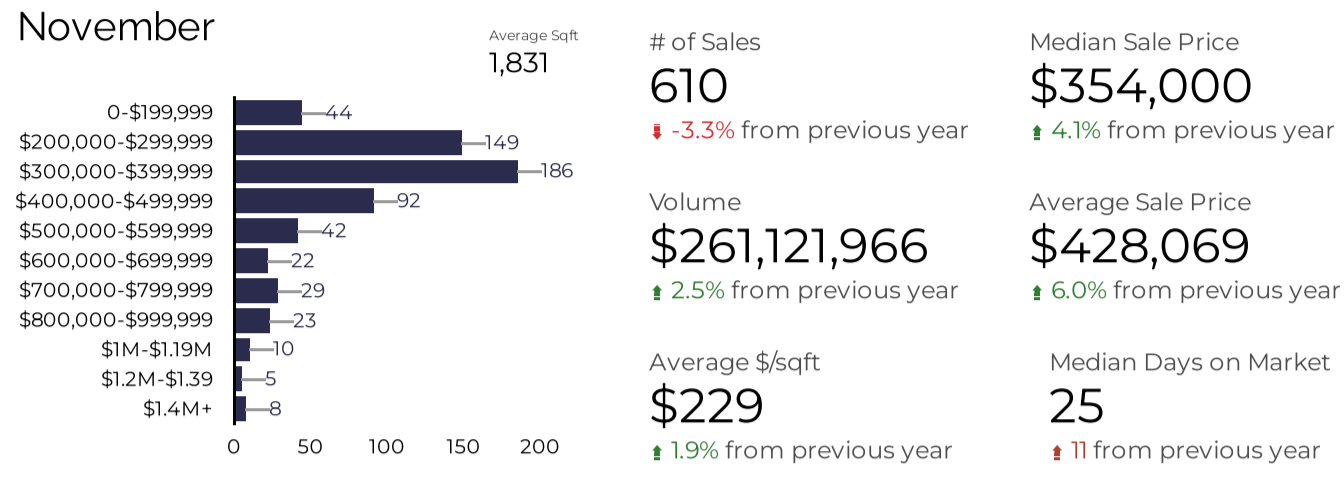 November
Average Sqft
1,831
0-$199,999 44
$200,000-$299,999 149
$300,000-$399,999 186
$400,000-$499,999 92
$500,000-$599,999 42
$600,000-$699,999 22
$700,000-$799,999 29
$800,000-$999,999 23
$1M-$1.19M 10
$1.2M-$1.39 5
$1.4M+ 8
0 50 100 150 200
# of Sales
610
-3.3% from previous year
Median Sale Price
$354,000
4.1% from previous year
Volume
$261,121,966
2.5% from previous year
Average Sale Price
$428,069
6.0% from previous year
Average $/sqft
$229
1.9% from previous year
Median Days on Market
25
11 from previous year